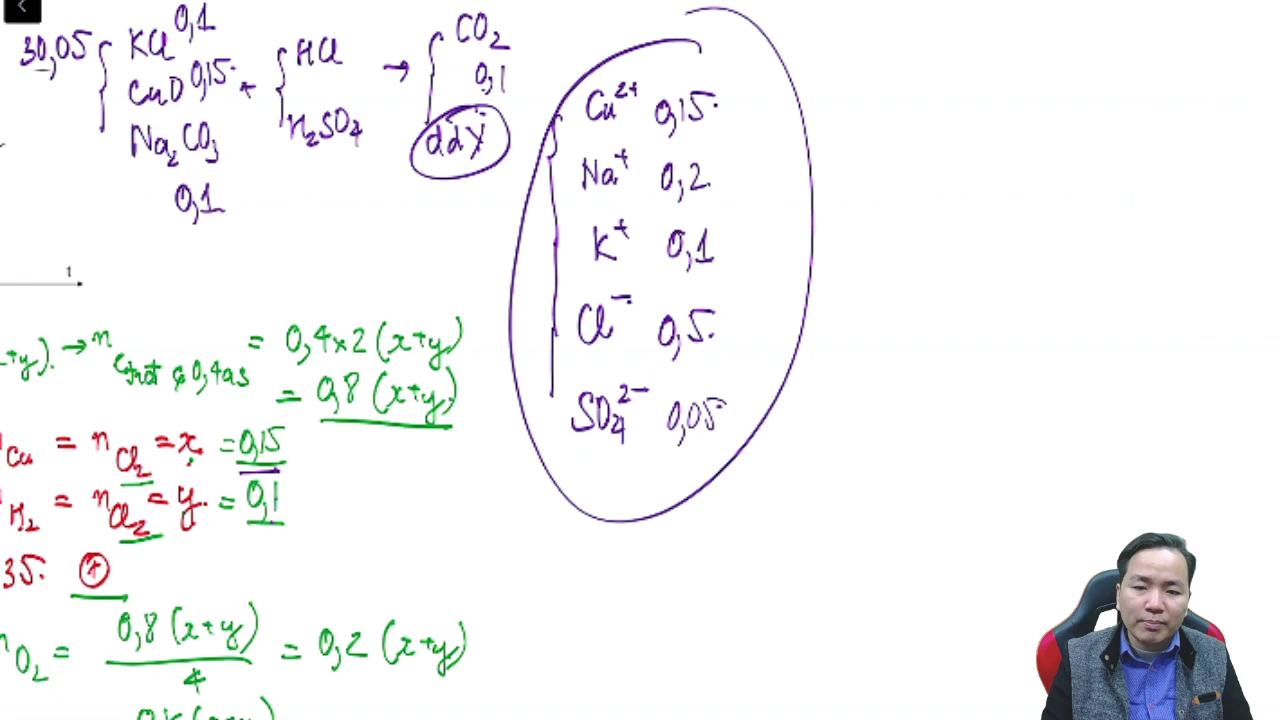 30,05 { KCl 0,1
CuO 0,15 +
Na2CO3
0,1
{ HCl
H2SO4
→ { CO2
0,1
ddY
Cu²⁺ 0,15
Na⁺ 0,2
K⁺ 0,1
Cl⁻ 0,5
SO4²⁻ 0,05
1
+y) → n = 0,4×2 (x+y)
= 0,8 (x+y)
Cu = nCl2 = x = 0,15
H2 = nCl2 = y = 0,1
35.
nO2 = 0,8 (x+y) / 4 = 0,2 (x+y)